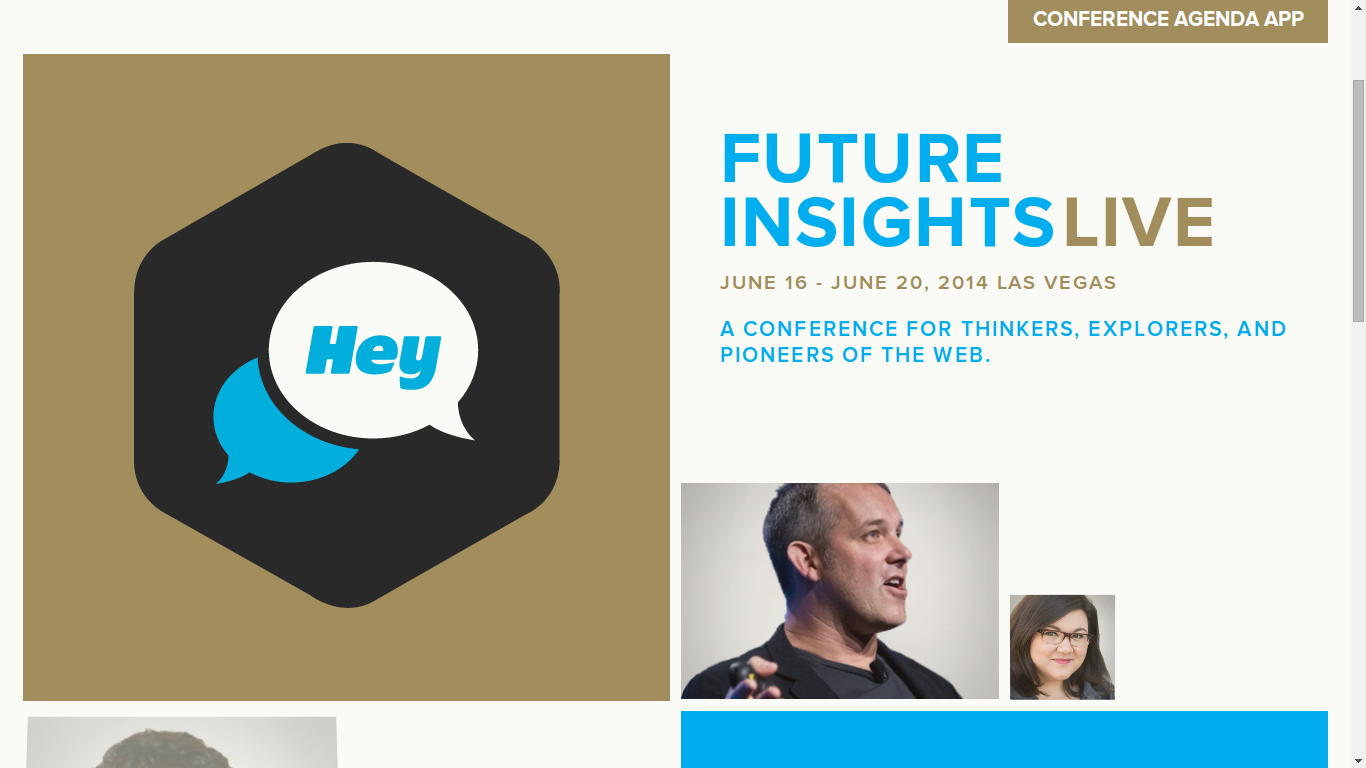 CONFERENCE AGENDA APP
Hey
FUTURE
INSIGHTS LIVE
JUNE 16 - JUNE 20, 2014 LAS VEGAS
A CONFERENCE FOR THINKERS, EXPLORERS, AND
PIONEERS OF THE WEB.